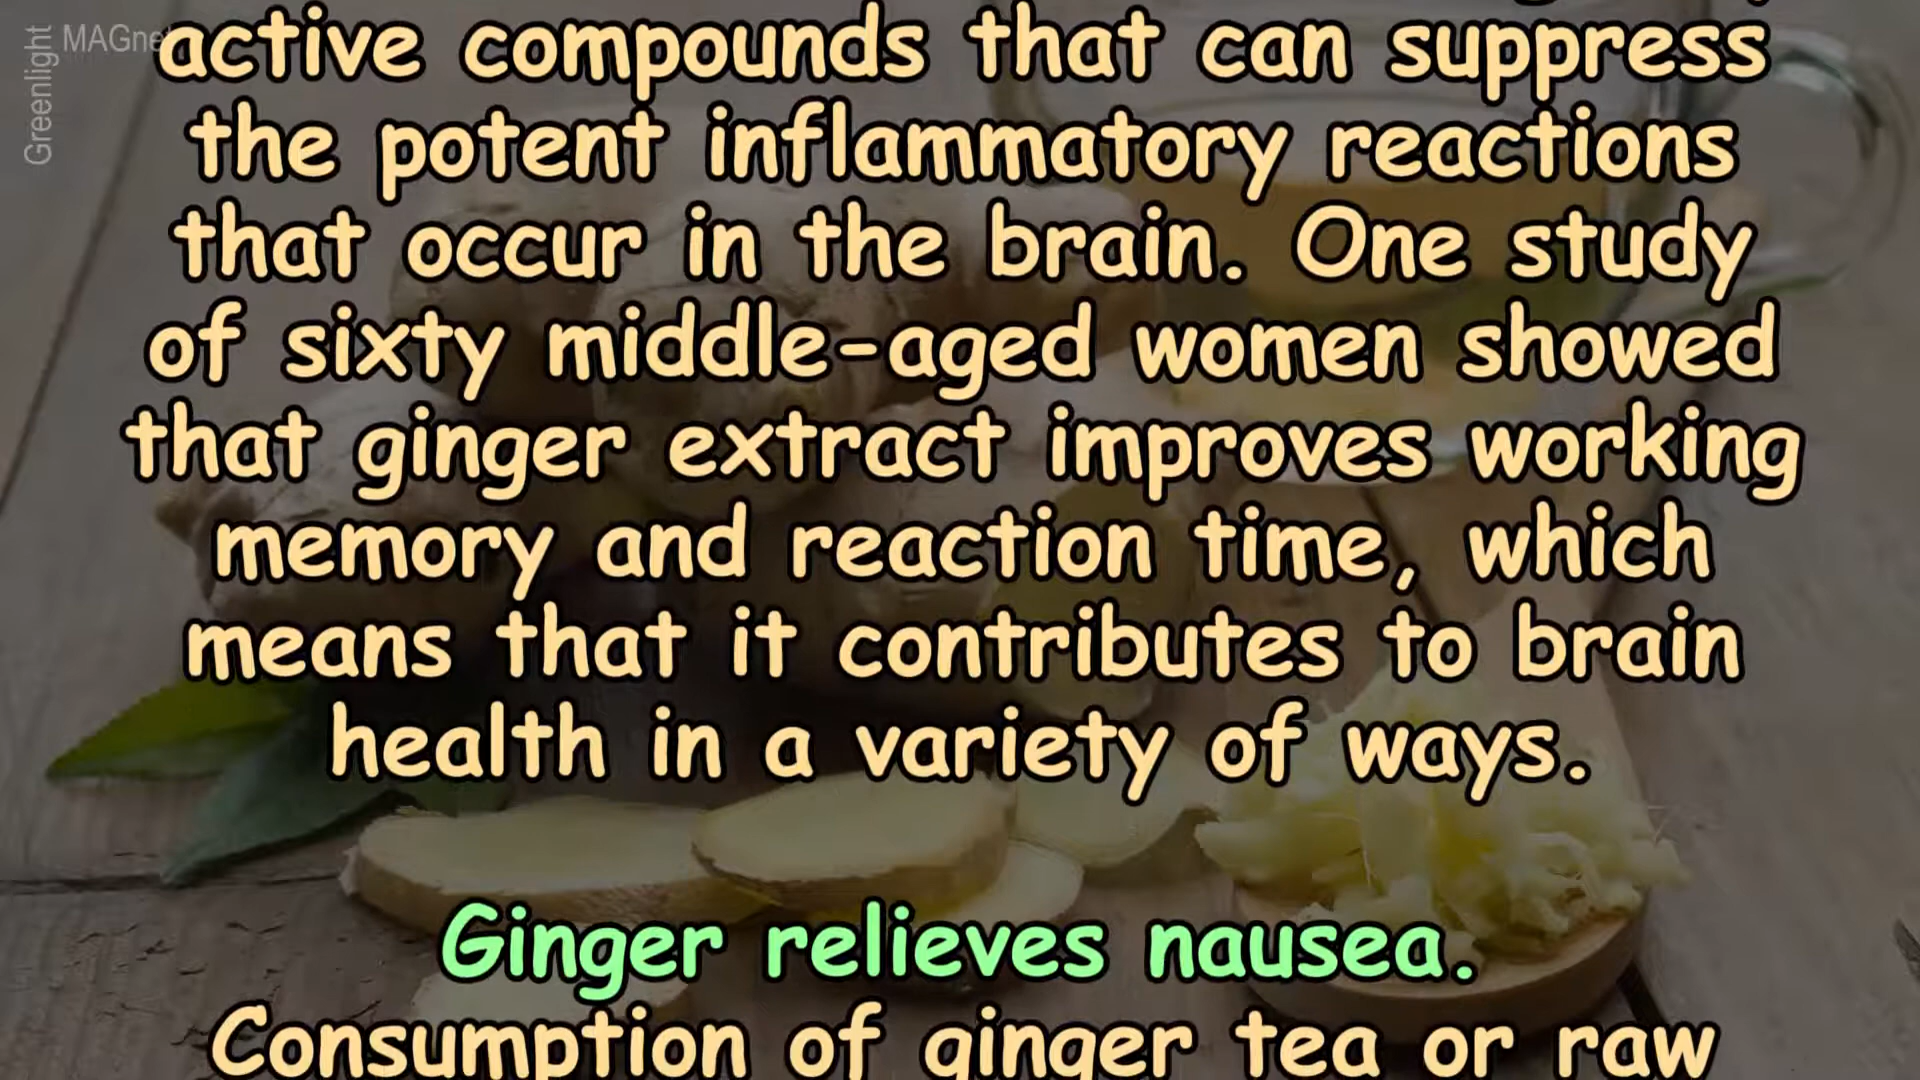 Greenlight
MAGnet
active compounds that can suppress
the potent inflammatory reactions
that occur in the brain. One study
of sixty middle-aged women showed
that ginger extract improves working
memory and reaction time, which
means that it contributes to brain
health in a variety of ways.
Ginger relieves nausea.
Consumption of ginger tea or raw